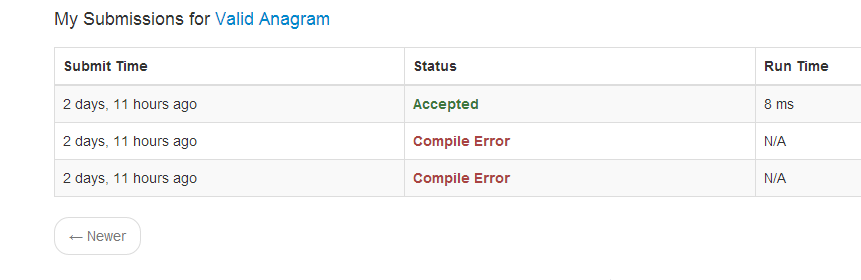 My Submissions for Valid Anagram
Submit Time Status Run Time
2 days, 11 hours ago Accepted 8 ms
2 days, 11 hours ago Compile Error N/A
2 days, 11 hours ago Compile Error N/A
← Newer